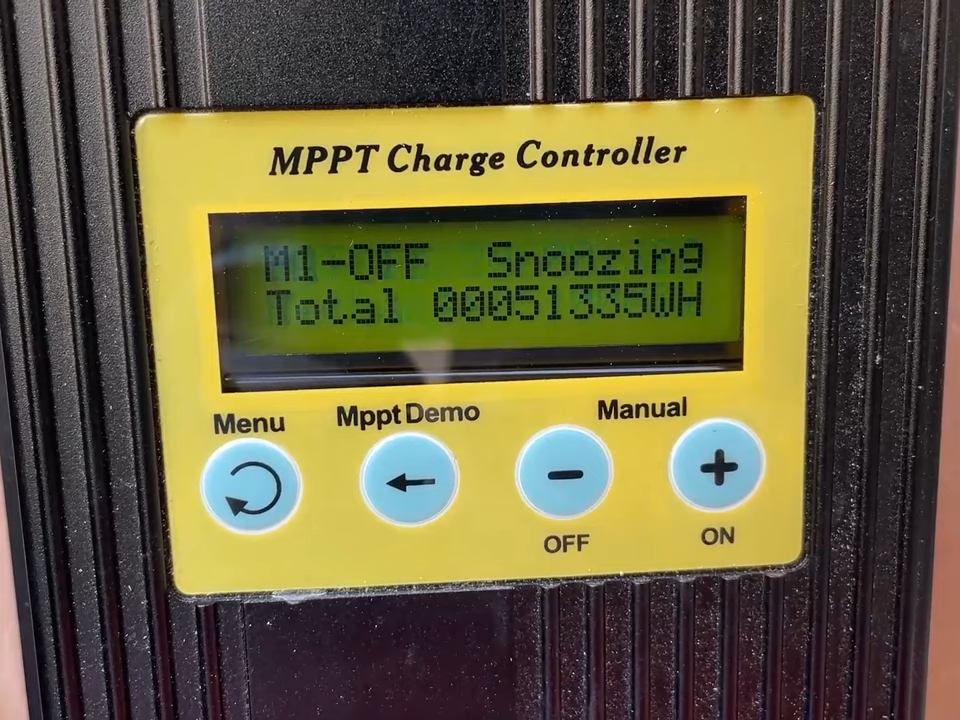 MPPT Charge Controller
M1-OFF Snoozing
Total 00051335WH
Menu Mppt Demo Manual
OFF ON